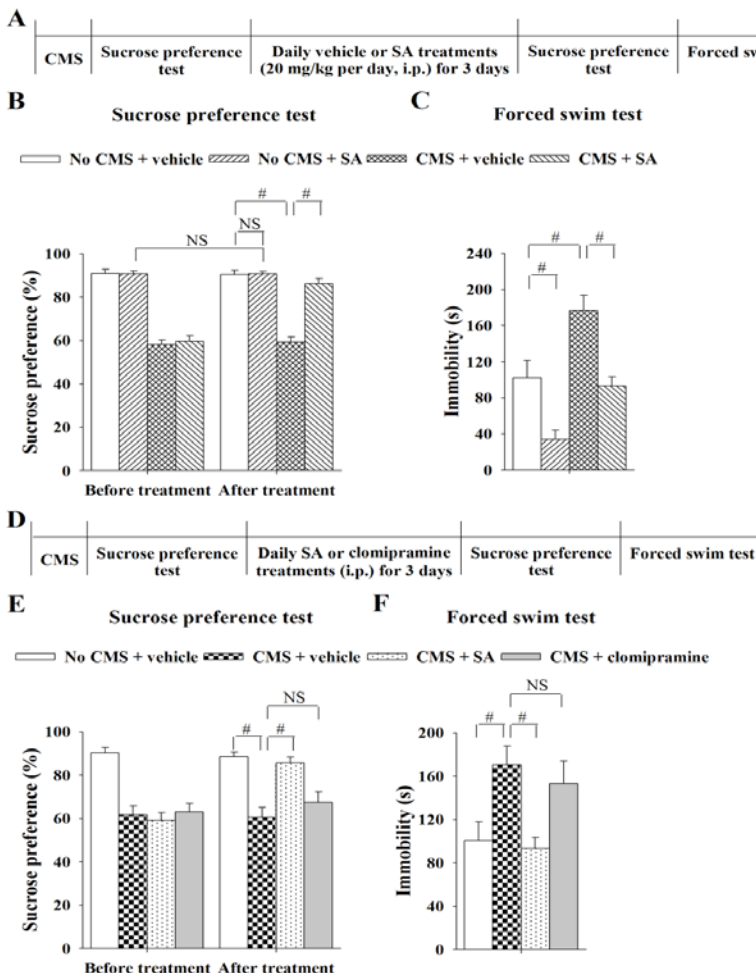 A
CMS
Sucrose preference
test
Daily vehicle or SA treatments
(20 mg/kg per day, i.p.) for 3 days
Sucrose preference
test
Forced sw
B
Sucrose preference test
C
Forced swim test
No CMS + vehicle
No CMS + SA
CMS + vehicle
CMS + SA
#
NS
#
NS
100
80
60
40
20
0
Sucrose preference (%)
Before treatment
After treatment
#
#
#
240
200
160
120
80
40
0
Immobility (s)
D
CMS
Sucrose preference
test
Daily SA or clomipramine
treatments (i.p.) for 3 days
Sucrose preference
test
Forced swim test
E
Sucrose preference test
F
Forced swim test
No CMS + vehicle
CMS + vehicle
CMS + SA
CMS + clomipramine
NS
#
#
100
80
60
40
20
0
Sucrose preference (%)
Before treatment
After treatment
NS
#
#
200
160
120
80
40
0
Immobility (s)